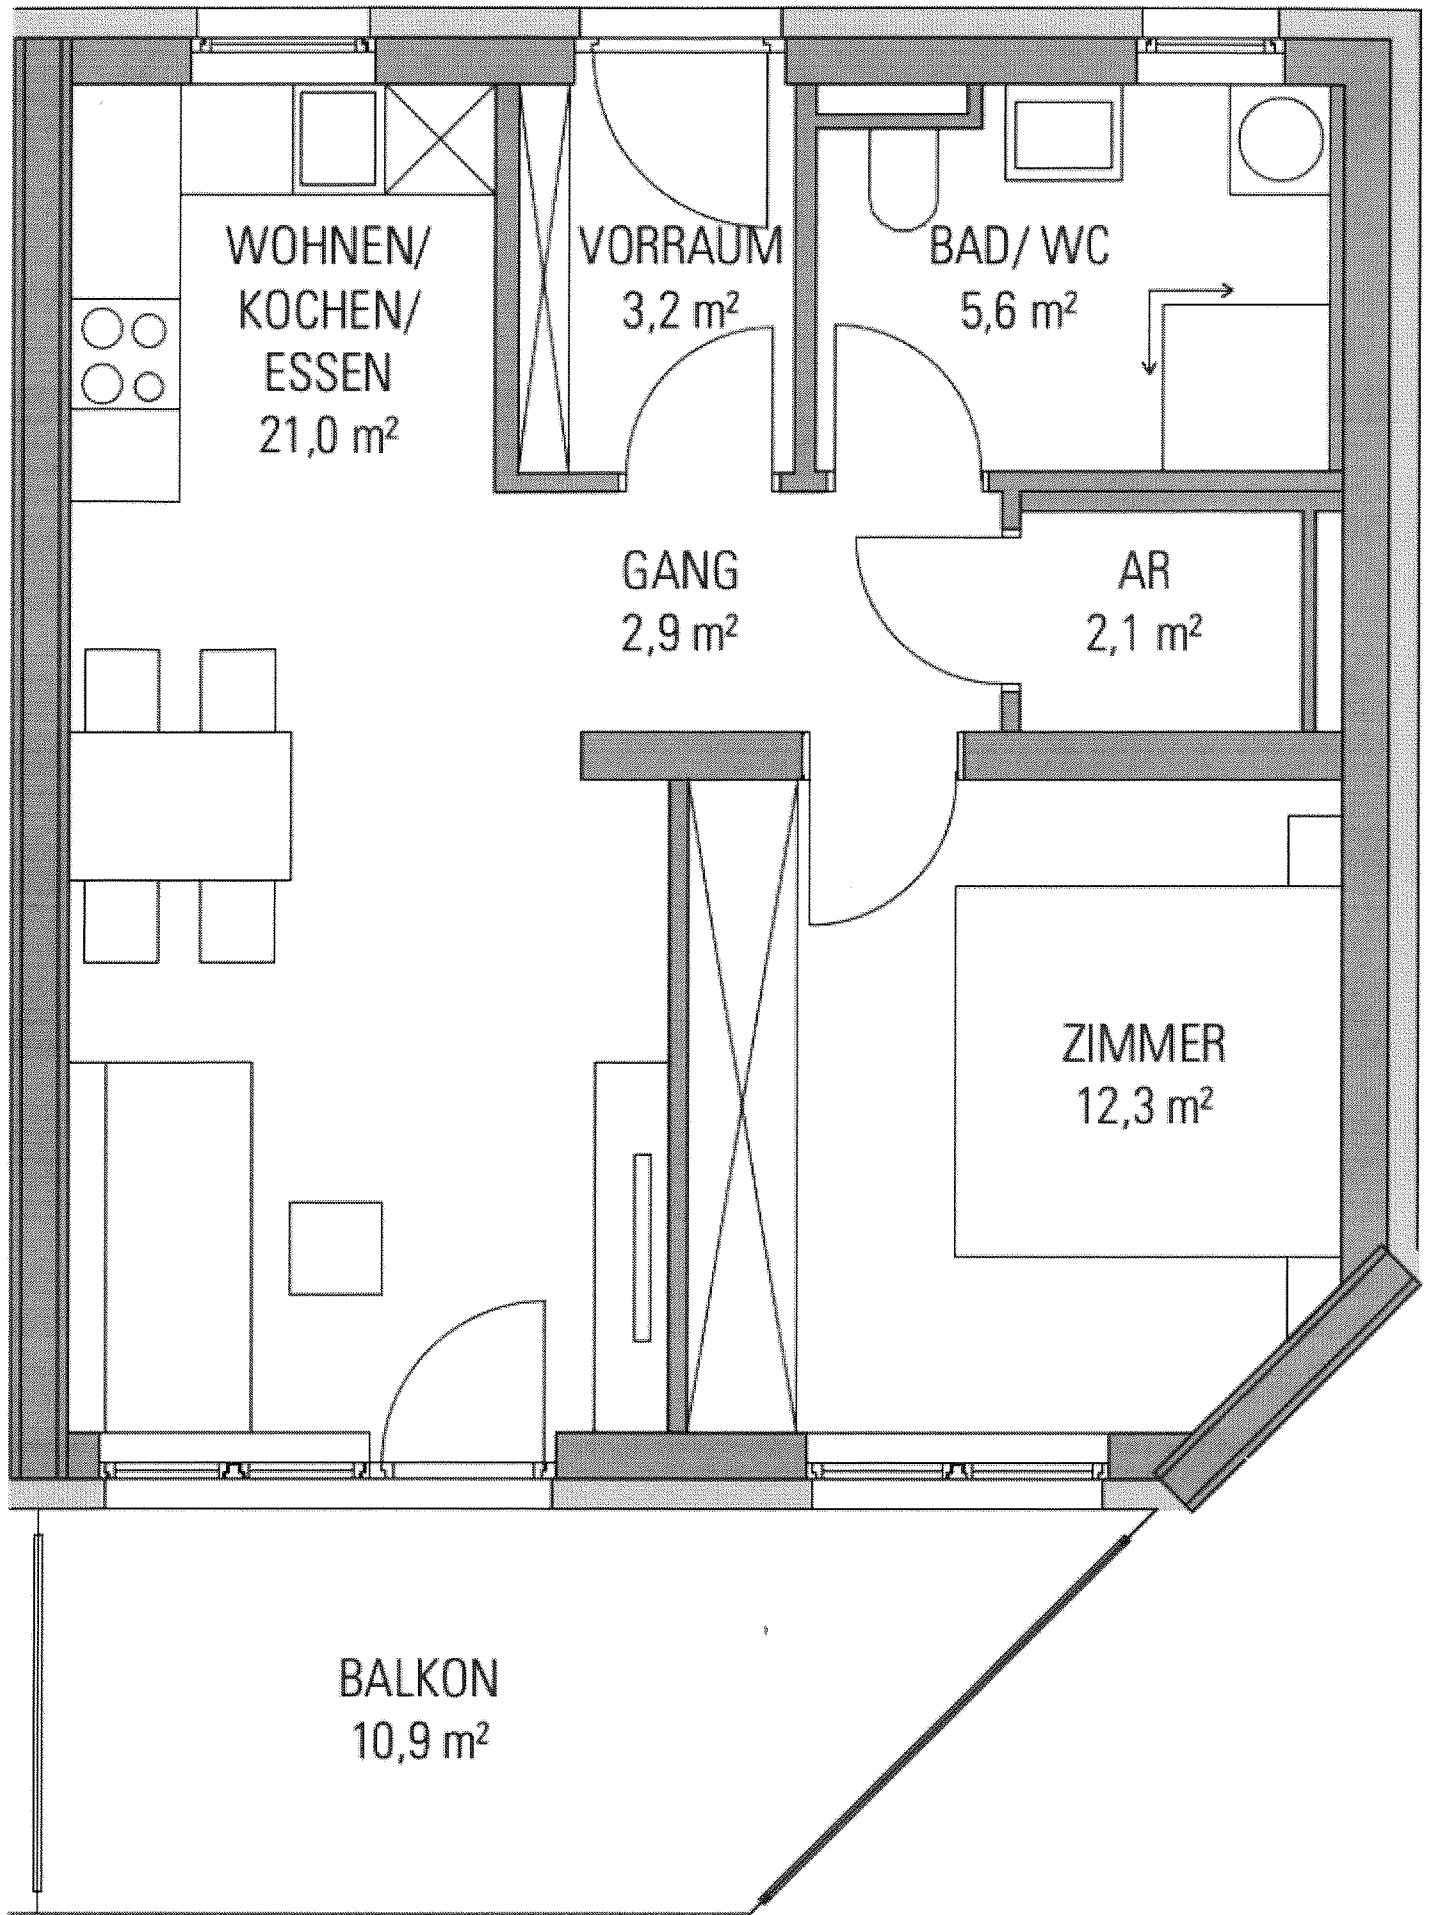 WOHNEN/
KOCHEN/
ESSEN
21,0 m²
VORRAUM
3,2 m²
BAD/ WC
5,6 m²
GANG
2,9 m²
AR
2,1 m²
ZIMMER
12,3 m²
BALKON
10,9 m²